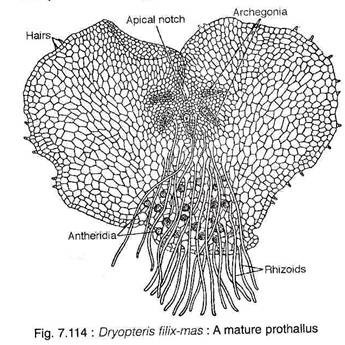 Apical notch
Archegonia
Hairs
Antheridia
Rhizoids
Fig. 7.114 : Dryopteris filix-mas : A mature prothallus